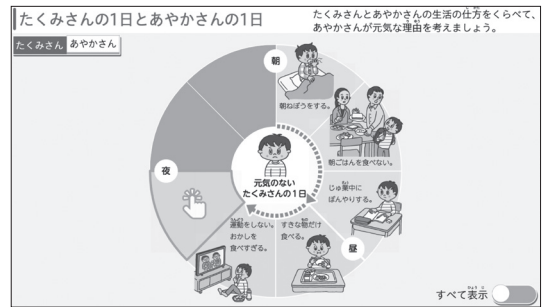 たくみさんの1日とあやかさんの1日
たくみさんとあやかさんの生活の仕方をくらべて、
あやかさんが元気な理由を考えましょう。
たくみさん
あやかさん
朝
朝ねぼうをする。
朝ごはんを食べない。
じゅ業中に
ぼんやりする。
昼
すきな物だけ
食べる。
運動をしない。
おかしを
食べすぎる。
夜
元気のない
たくみさんの1日
すべて表示